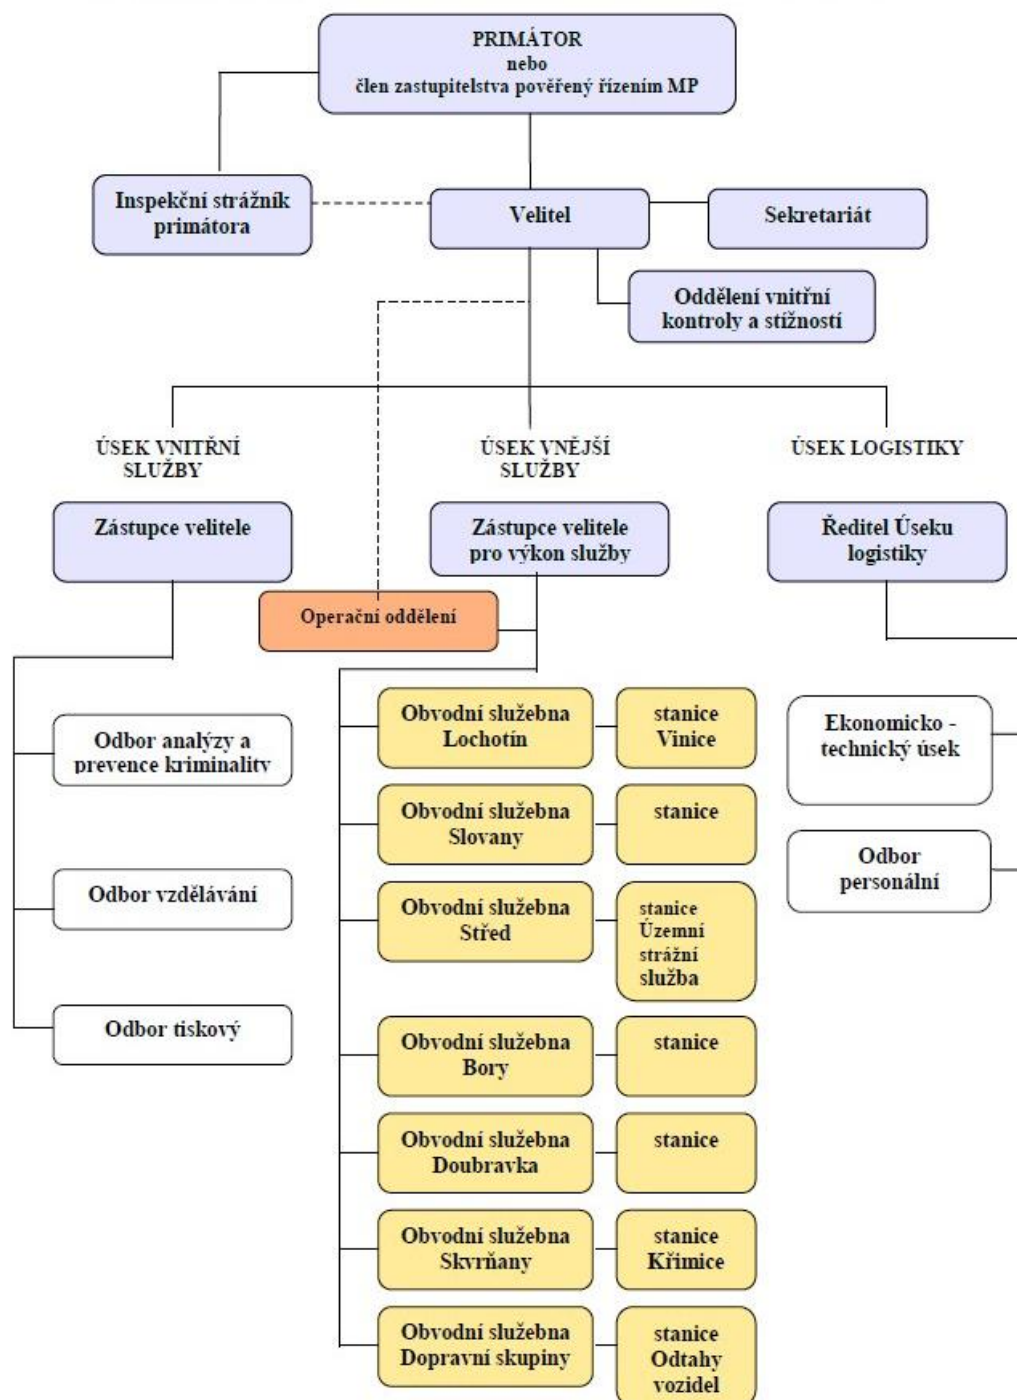 PRIMÁTOR
nebo
člen zastupitelstva pověřený řízením MP
Inspekční strážník
primátora
Velitel
Sekretariát
Oddělení vnitřní
kontroly a stížností
ÚSEK VNITŘNÍ
SLUŽBY
ÚSEK VNĚJŠÍ
SLUŽBY
ÚSEK LOGISTIKY
Zástupce velitele
Zástupce velitele
pro výkon služby
Ředitel Úseku
logistiky
Operační oddělení
Odbor analýzy a
prevence kriminality
Odbor vzdělávání
Odbor tiskový
Obvodní služebna
Lochotín
stanice
Vinice
Obvodní služebna
Slovany
stanice
Obvodní služebna
Střed
stanice
Územní
strážní
služba
Obvodní služebna
Bory
stanice
Obvodní služebna
Doubravka
stanice
Obvodní služebna
Skvrňany
stanice
Křimice
Obvodní služebna
Dopravní skupiny
stanice
Odtahy
vozidel
Ekonomicko -
technický úsek
Odbor
personální